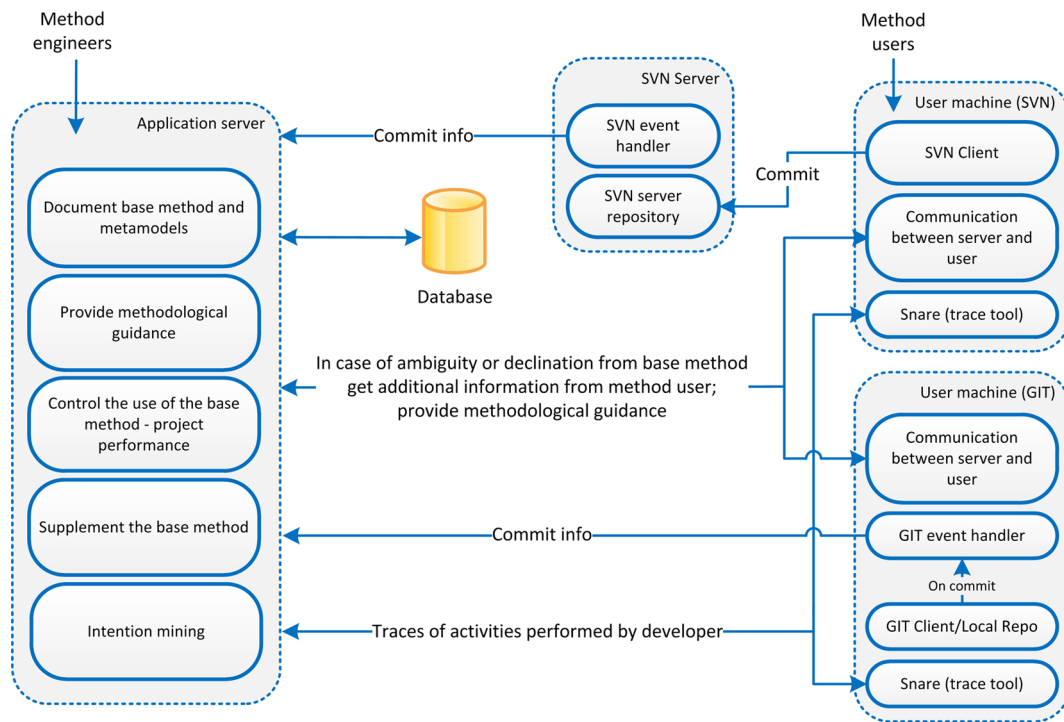 Method
engineers
Application server
Document base method and
metamodels
Provide methodological
guidance
Control the use of the base
method - project
performance
Supplement the base method
Intention mining
Commit info
Database
SVN Server
SVN event
handler
SVN server
repository
Commit
In case of ambiguity or declination from base method
get additional information from method user;
provide methodological guidance
Commit info
Traces of activities performed by developer
Method
users
User machine (SVN)
SVN Client
Communication
between server and
user
Snare (trace tool)
User machine (GIT)
Communication
between server and
user
GIT event handler
On commit
GIT Client/Local Repo
Snare (trace tool)